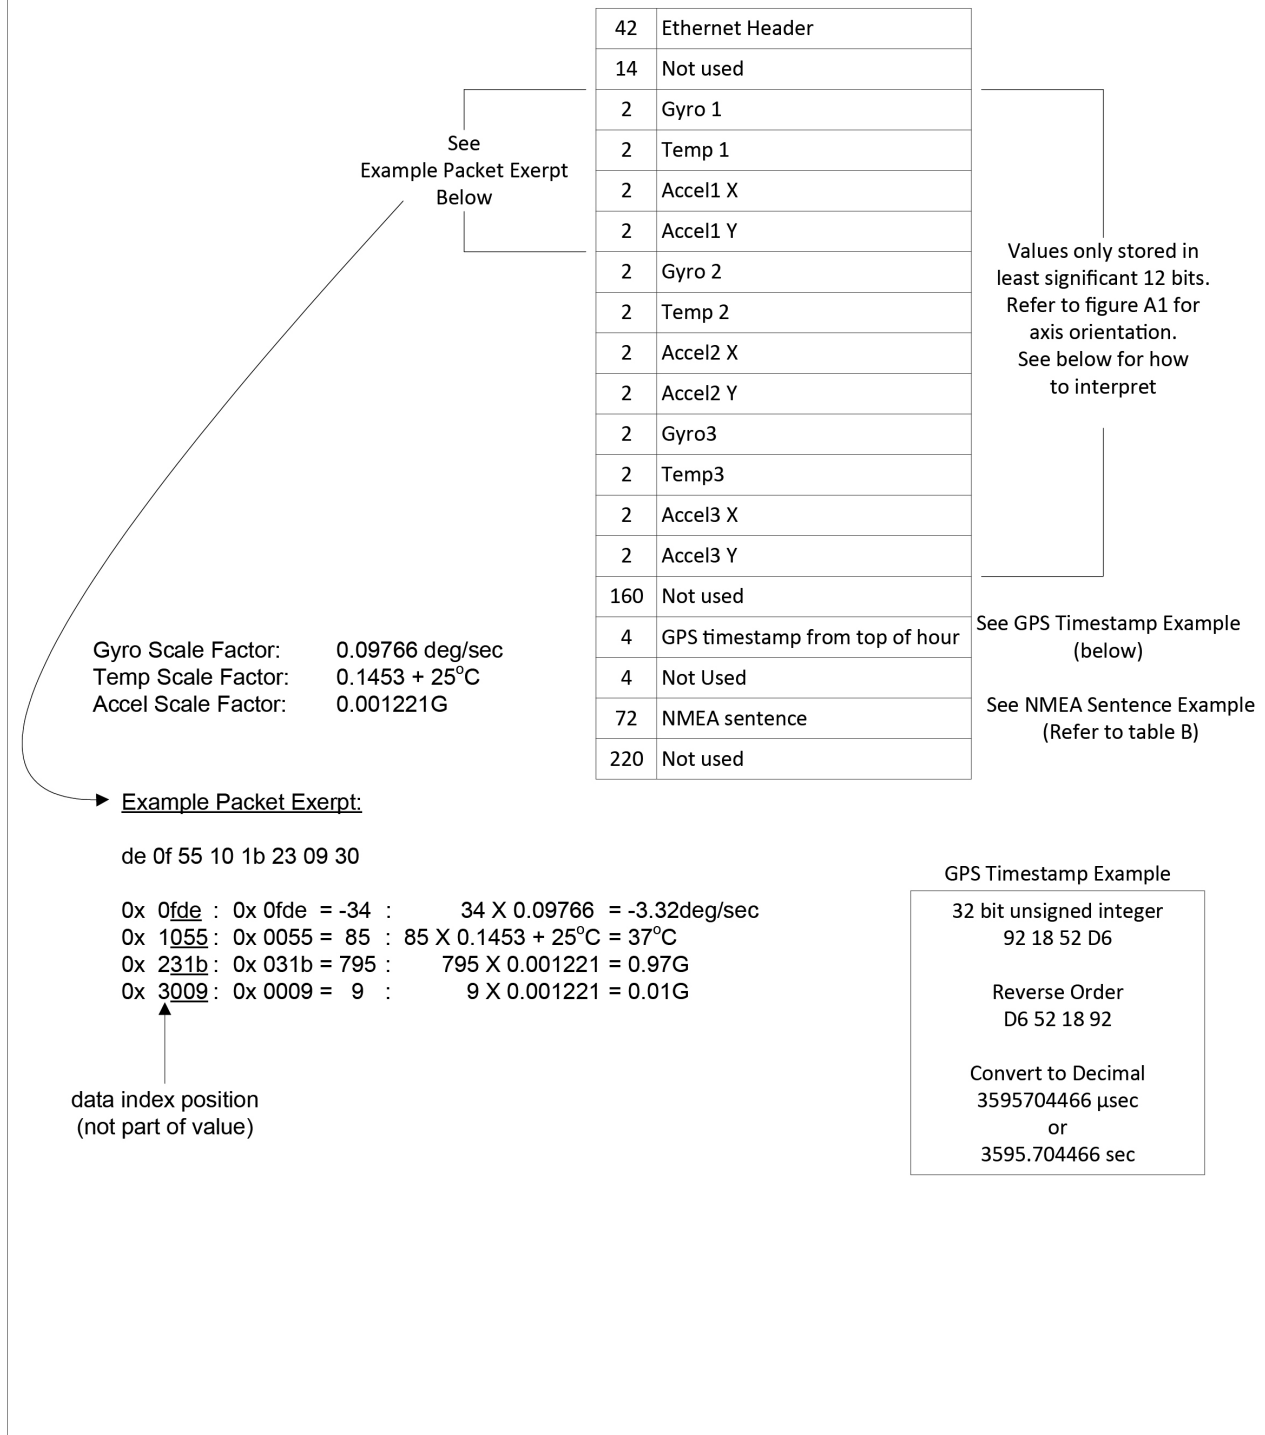 42 Ethernet Header
14 Not used
2 Gyro 1
2 Temp 1
2 Accel1 X
2 Accel1 Y
2 Gyro 2
2 Temp 2
2 Accel2 X
2 Accel2 Y
2 Gyro3
2 Temp3
2 Accel3 X
2 Accel3 Y
160 Not used
4 GPS timestamp from top of hour
4 Not Used
72 NMEA sentence
220 Not used
See
Example Packet Exerpt
Below
Values only stored in
least significant 12 bits.
Refer to figure A1 for
axis orientation.
See below for how
to interpret
See GPS Timestamp Example
(below)
See NMEA Sentence Example
(Refer to table B)
Gyro Scale Factor: 0.09766 deg/sec
Temp Scale Factor: 0.1453 + 25°C
Accel Scale Factor: 0.001221G
Example Packet Exerpt:
de 0f 55 10 1b 23 09 30
0x 0fde : 0x 0fde = -34 : 34 X 0.09766 = -3.32deg/sec
0x 1055 : 0x 0055 = 85 : 85 X 0.1453 + 25°C = 37°C
0x 231b : 0x 031b = 795 : 795 X 0.001221 = 0.97G
0x 3009 : 0x 0009 = 9 : 9 X 0.001221 = 0.01G
data index position
(not part of value)
GPS Timestamp Example
32 bit unsigned integer
92 18 52 D6
Reverse Order
D6 52 18 92
Convert to Decimal
3595704466 µsec
or
3595.704466 sec